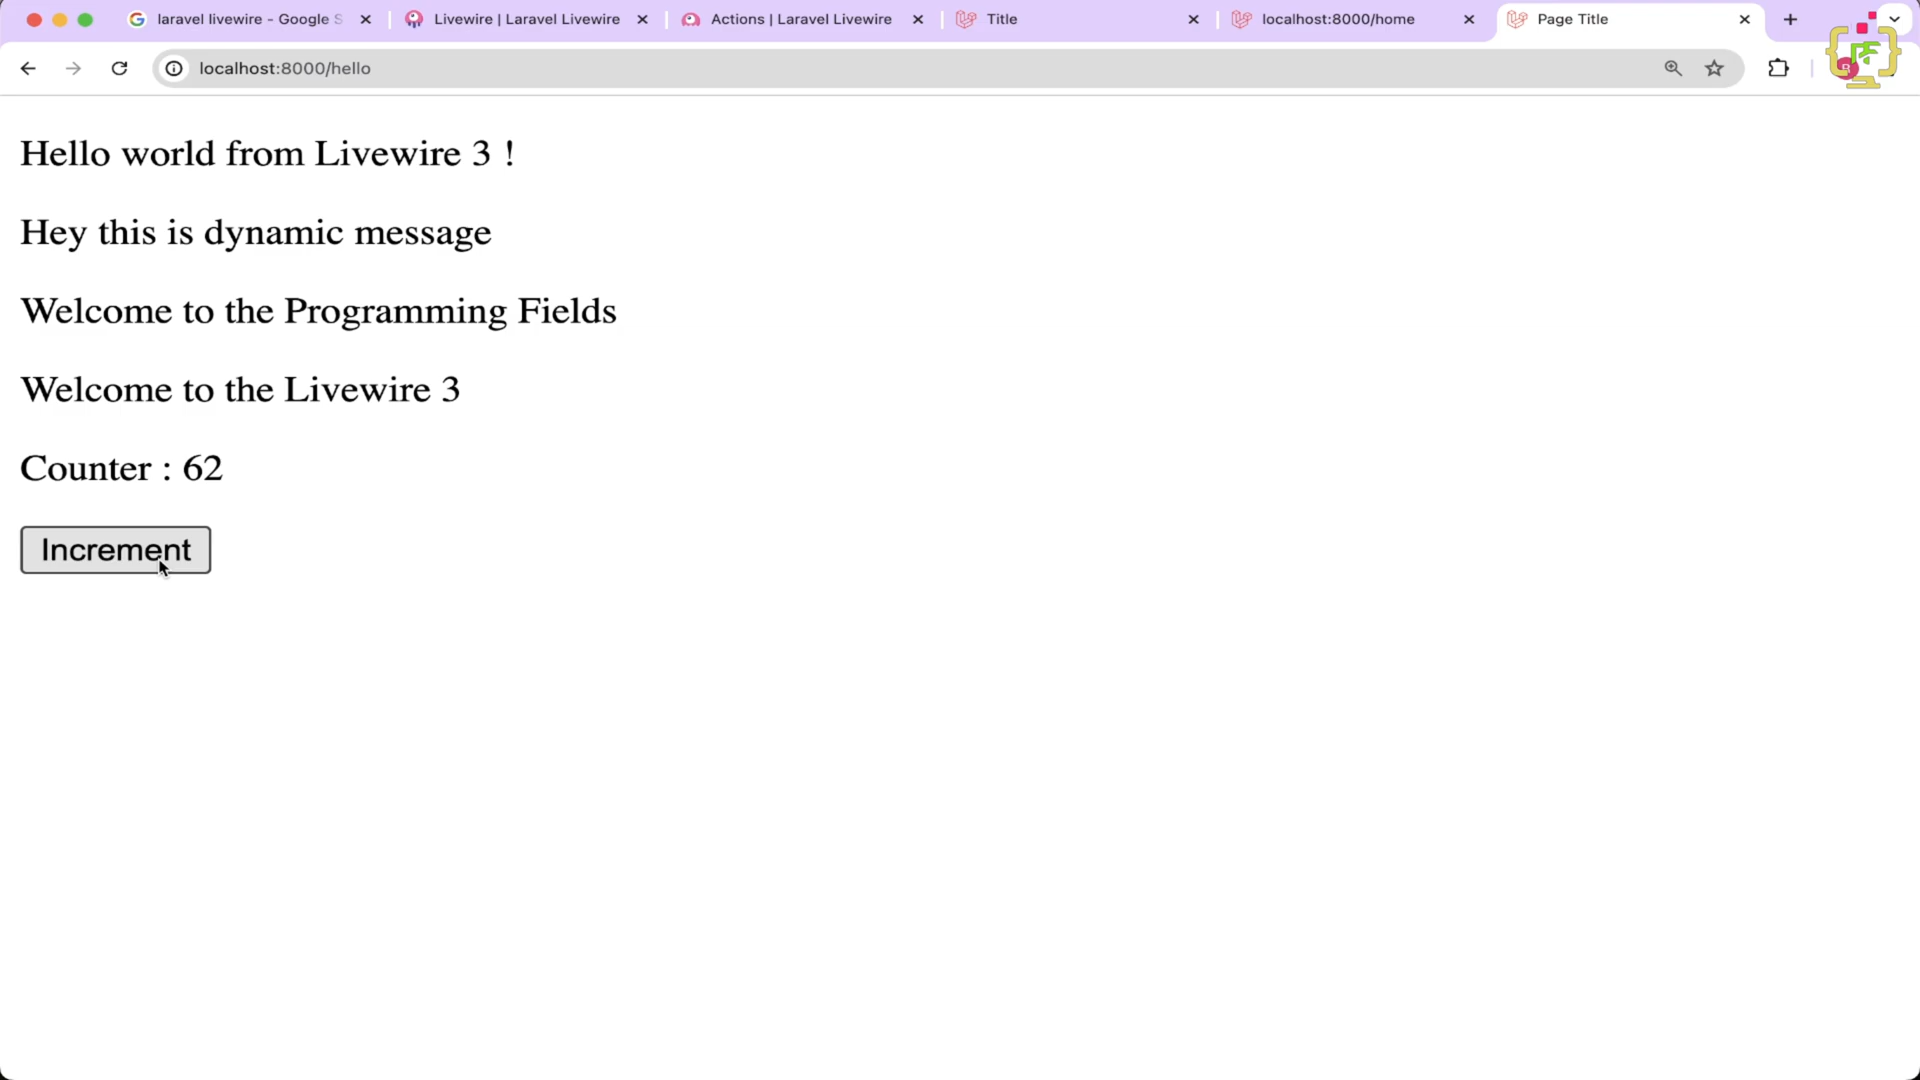 laravel livewire - Google S
Livewire | Laravel Livewire
Actions | Laravel Livewire
Title
localhost:8000/home
Page Title
localhost:8000/hello
Hello world from Livewire 3 !
Hey this is dynamic message
Welcome to the Programming Fields
Welcome to the Livewire 3
Counter : 62
Increment